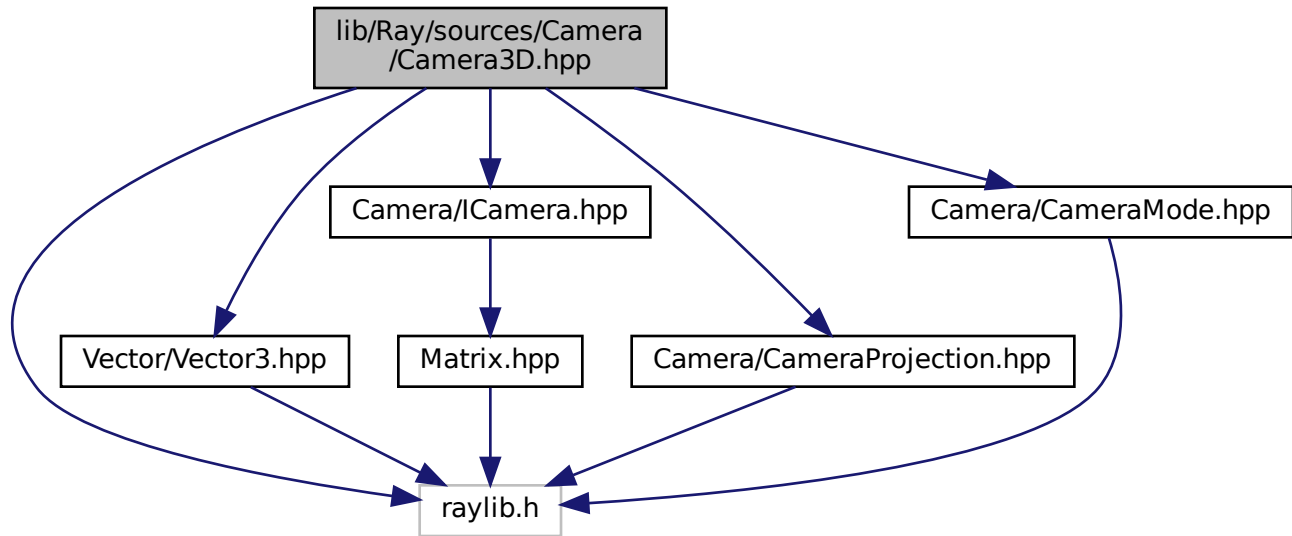 lib/Ray/sources/Camera
/Camera3D.hpp
Camera/ICamera.hpp
Camera/CameraMode.hpp
Vector/Vector3.hpp
Matrix.hpp
Camera/CameraProjection.hpp
raylib.h